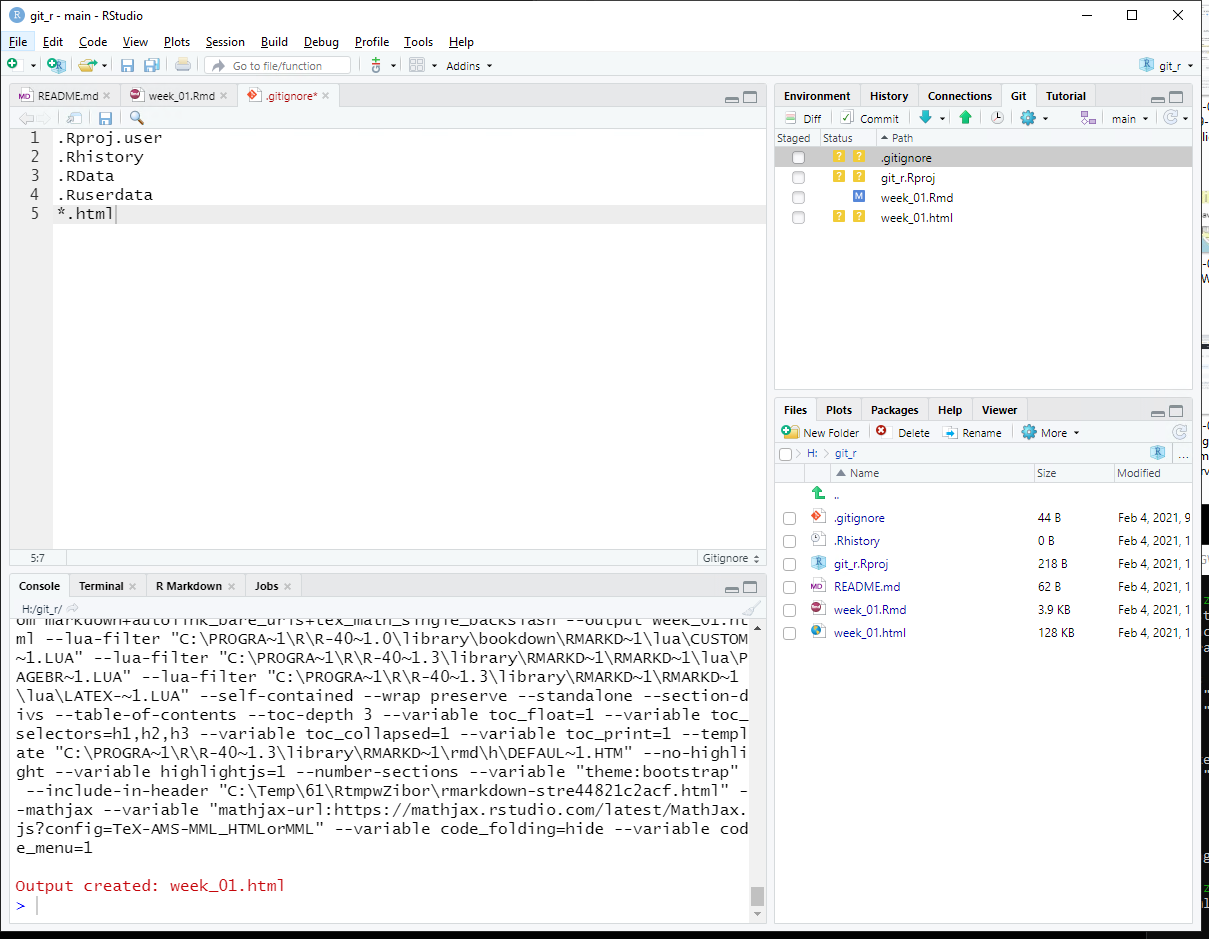 git_r - main - RStudio
File Edit Code View Plots Session Build Debug Profile Tools Help
Go to file/function Addins git_r
README.md week_01.Rmd .gitignore*
1 .Rproj.user
2 .Rhistory
3 .RData
4 .Ruserdata
5 *.html
5:7 Gitignore
Console Terminal R Markdown Jobs
H:/git_r/
om markdown+autolink_bare_uris+tex_math_single_backslash --output week_01.ht
ml --lua-filter "C:\PROGRA~1\R\R-40~1.0\library\bookdown\RMARKD~1\lua\CUSTOM
~1.LUA" --lua-filter "C:\PROGRA~1\R\R-40~1.3\library\RMARKD~1\RMARKD~1\lua\P
AGEBR~1.LUA" --lua-filter "C:\PROGRA~1\R\R-40~1.3\library\RMARKD~1\RMARKD~1
\lua\LATEX-~1.LUA" --self-contained --wrap preserve --standalone --section-d
ivs --table-of-contents --toc-depth 3 --variable toc_float=1 --variable toc_
selectors=h1,h2,h3 --variable toc_collapsed=1 --variable toc_print=1 --templ
ate "C:\PROGRA~1\R\R-40~1.3\library\RMARKD~1\rmd\h\DEFAUL~1.HTM" --no-highli
ght --variable highlightjs=1 --number-sections --variable "theme:bootstrap"
--include-in-header "C:\Temp\61\RtmpwZibor\rmarkdown-stre44821c2acf.html" -
-mathjax --variable "mathjax-url:https://mathjax.rstudio.com/latest/MathJax.
js?config=TeX-AMS-MML_HTMLorMML" --variable code_folding=hide --variable cod
e_menu=1
Output created: week_01.html
>
Environment History Connections Git Tutorial
Diff Commit main
Staged Status Path
? ? .gitignore
? ? git_r.Rproj
M week_01.Rmd
? ? week_01.html
Files Plots Packages Help Viewer
New Folder Delete Rename More
H: git_r ...
Name Size Modified
..
.gitignore 44 B Feb 4, 2021, 9
.Rhistory 0 B Feb 4, 2021, 1
git_r.Rproj 218 B Feb 4, 2021, 1
README.md 62 B Feb 4, 2021, 1
week_01.Rmd 3.9 KB Feb 4, 2021, 1
week_01.html 128 KB Feb 4, 2021, 1